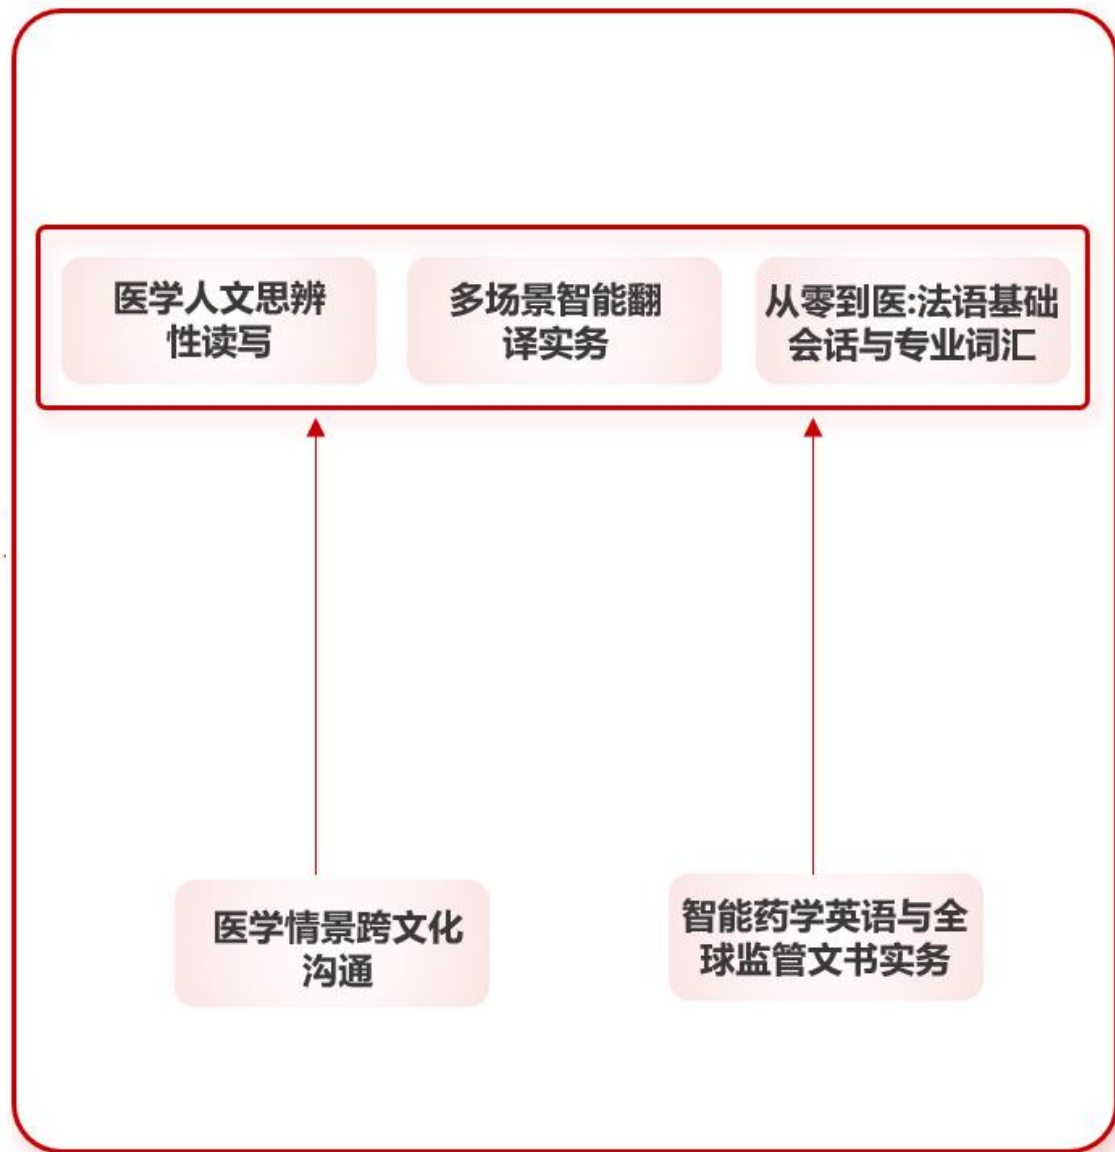 医学人文思辨
性读写
多场景智能翻
译实务
从零到医:法语基础
会话与专业词汇
医学情景跨文化
沟通
智能药学英语与全
球监管文书实务